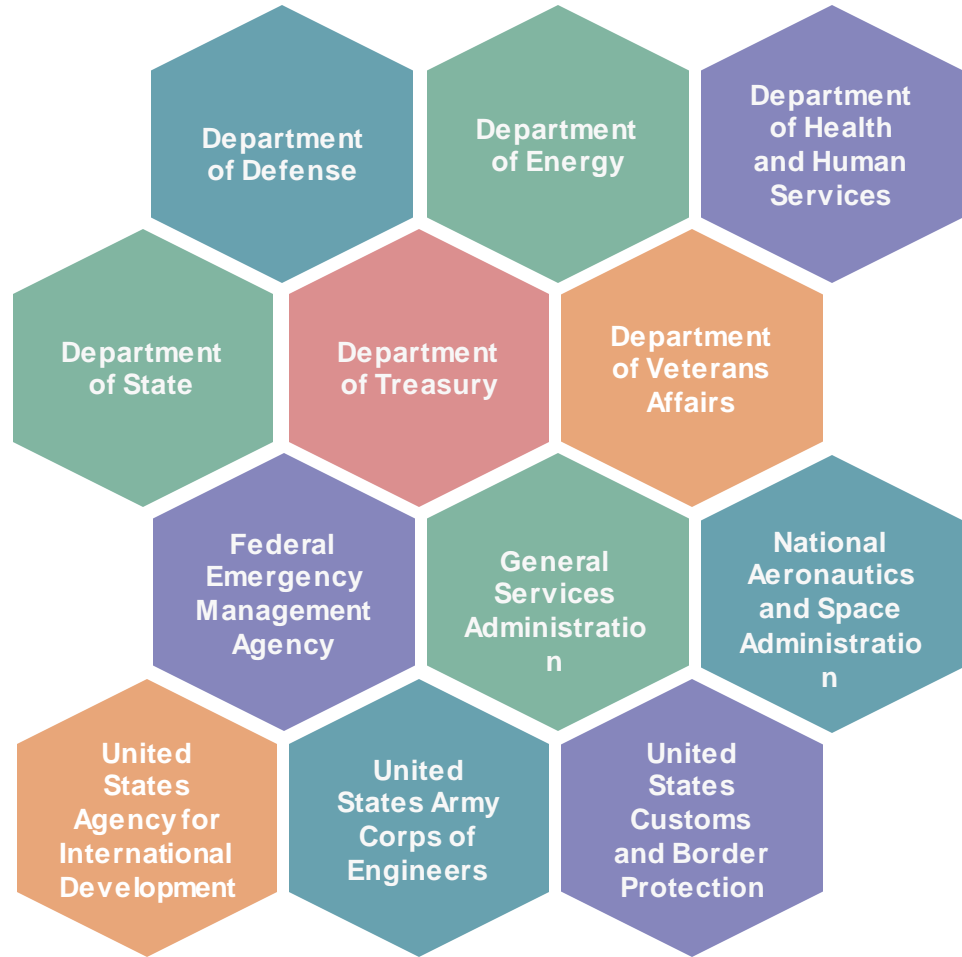 Department
of Defense
Department
of Energy
Department
of Health
and Human
Services
Department
of State
Department
of Treasury
Department
of Veterans
Affairs
Federal
Emergency
Management
Agency
General
Services
Administratio
n
National
Aeronautics
and Space
Administratio
n
United
States
Agency for
International
Development
United
States Army
Corps of
Engineers
United
States
Customs
and Border
Protection